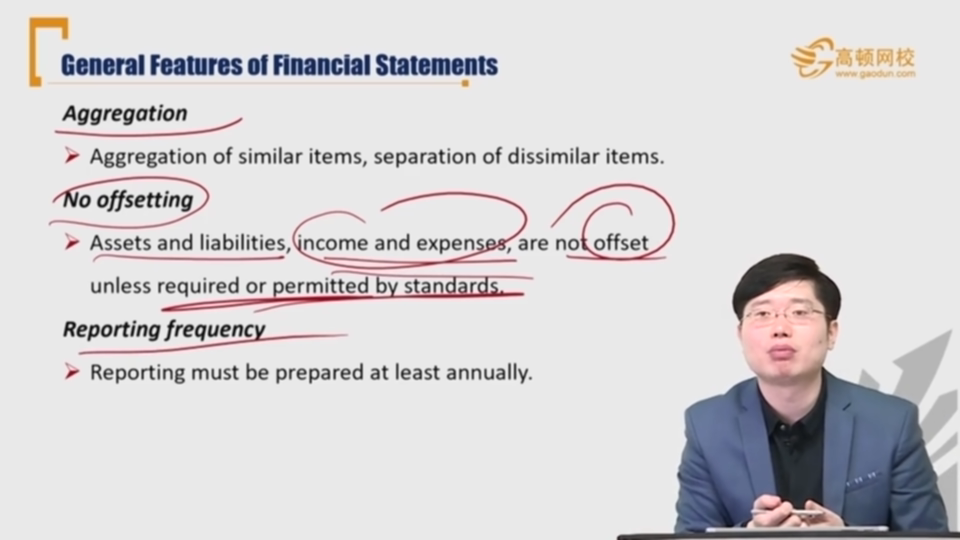 General Features of Financial Statements
高顿网校
www.gaodun.com
Aggregation
Aggregation of similar items, separation of dissimilar items.
No offsetting
Assets and liabilities, income and expenses, are not offset
unless required or permitted by standards.
Reporting frequency
Reporting must be prepared at least annually.